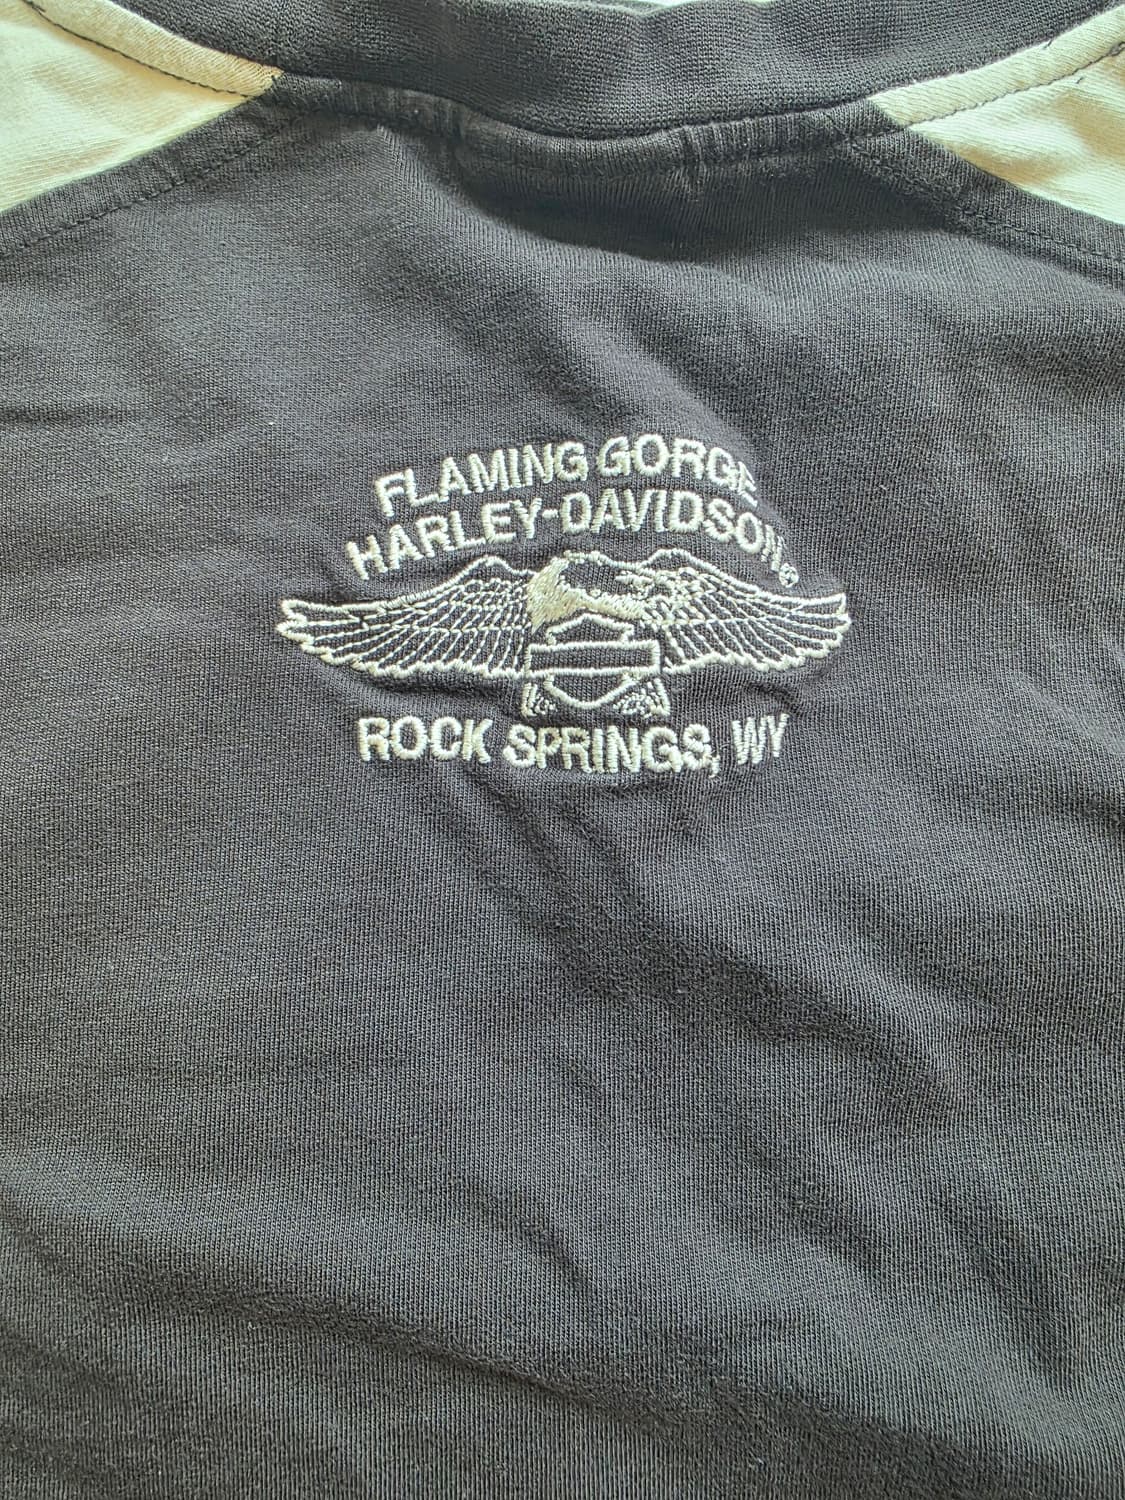 FLAMING GORGE
HARLEY-DAVIDSON®
ROCK SPRINGS, WY